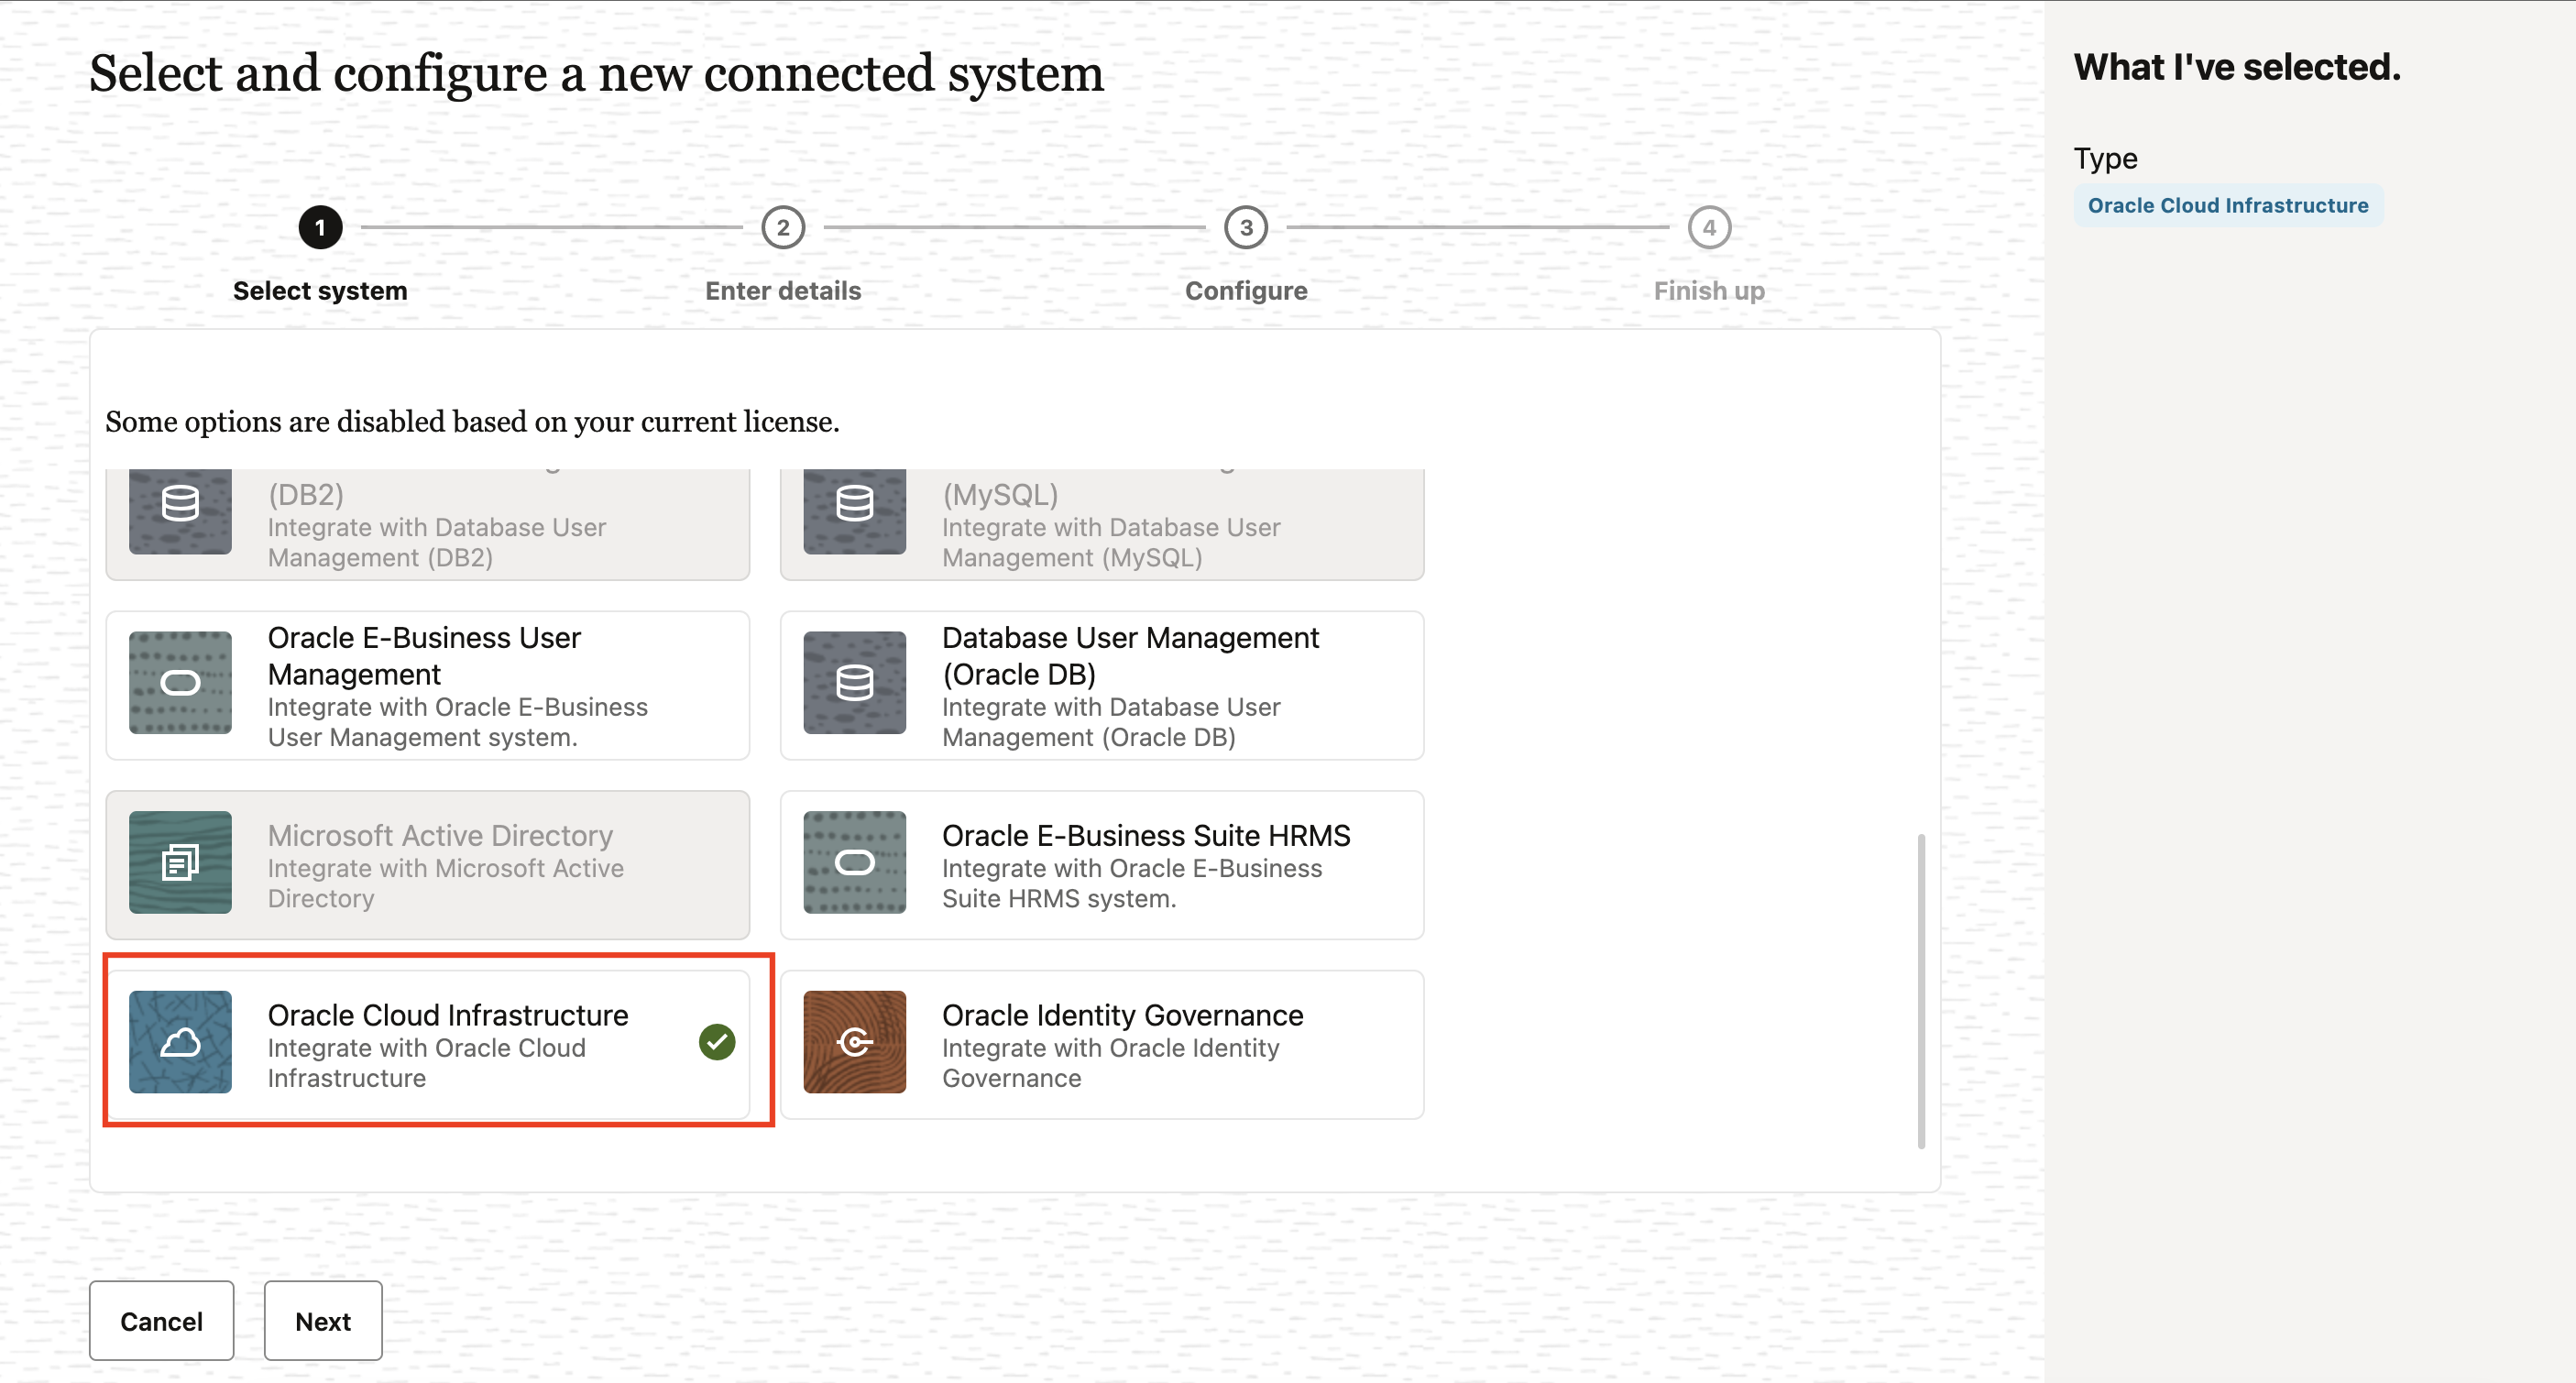 Select and configure a new connected system
1
2
3
4
Select system
Enter details
Configure
Finish up
Some options are disabled based on your current license.
(DB2)
Integrate with Database User
Management (DB2)
(MySQL)
Integrate with Database User
Management (MySQL)
Oracle E-Business User
Management
Integrate with Oracle E-Business
User Management system.
Database User Management
(Oracle DB)
Integrate with Database User
Management (Oracle DB)
Microsoft Active Directory
Integrate with Microsoft Active
Directory
Oracle E-Business Suite HRMS
Integrate with Oracle E-Business
Suite HRMS system.
Oracle Cloud Infrastructure
Integrate with Oracle Cloud
Infrastructure
Oracle Identity Governance
Integrate with Oracle Identity
Governance
Cancel
Next
What I've selected.
Type
Oracle Cloud Infrastructure